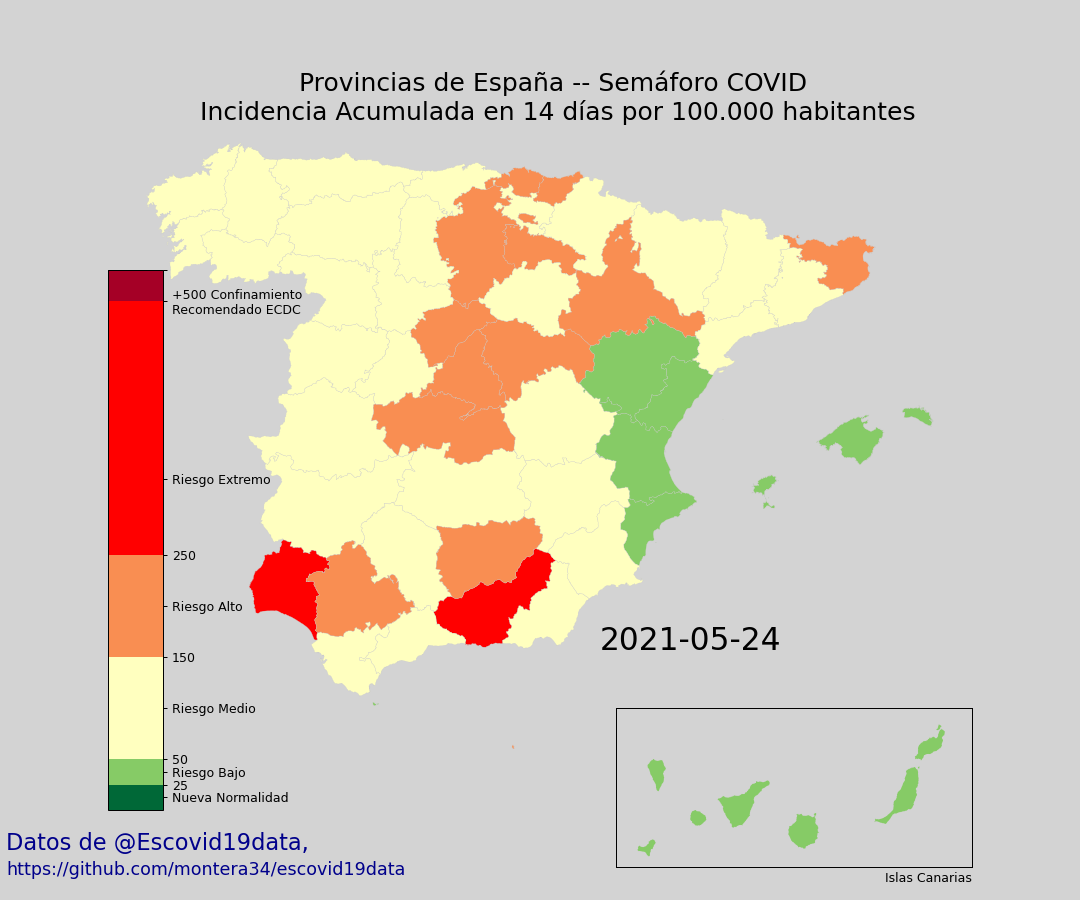 Provincias de España -- Semáforo COVID
Incidencia Acumulada en 14 días por 100.000 habitantes
+500 Confinamiento
Recomendado ECDC
Riesgo Extremo
250
Riesgo Alto
150
Riesgo Medio
50
Riesgo Bajo
25
Nueva Normalidad
2021-05-24
Islas Canarias
Datos de @Escovid19data,
https://github.com/montera34/escovid19data